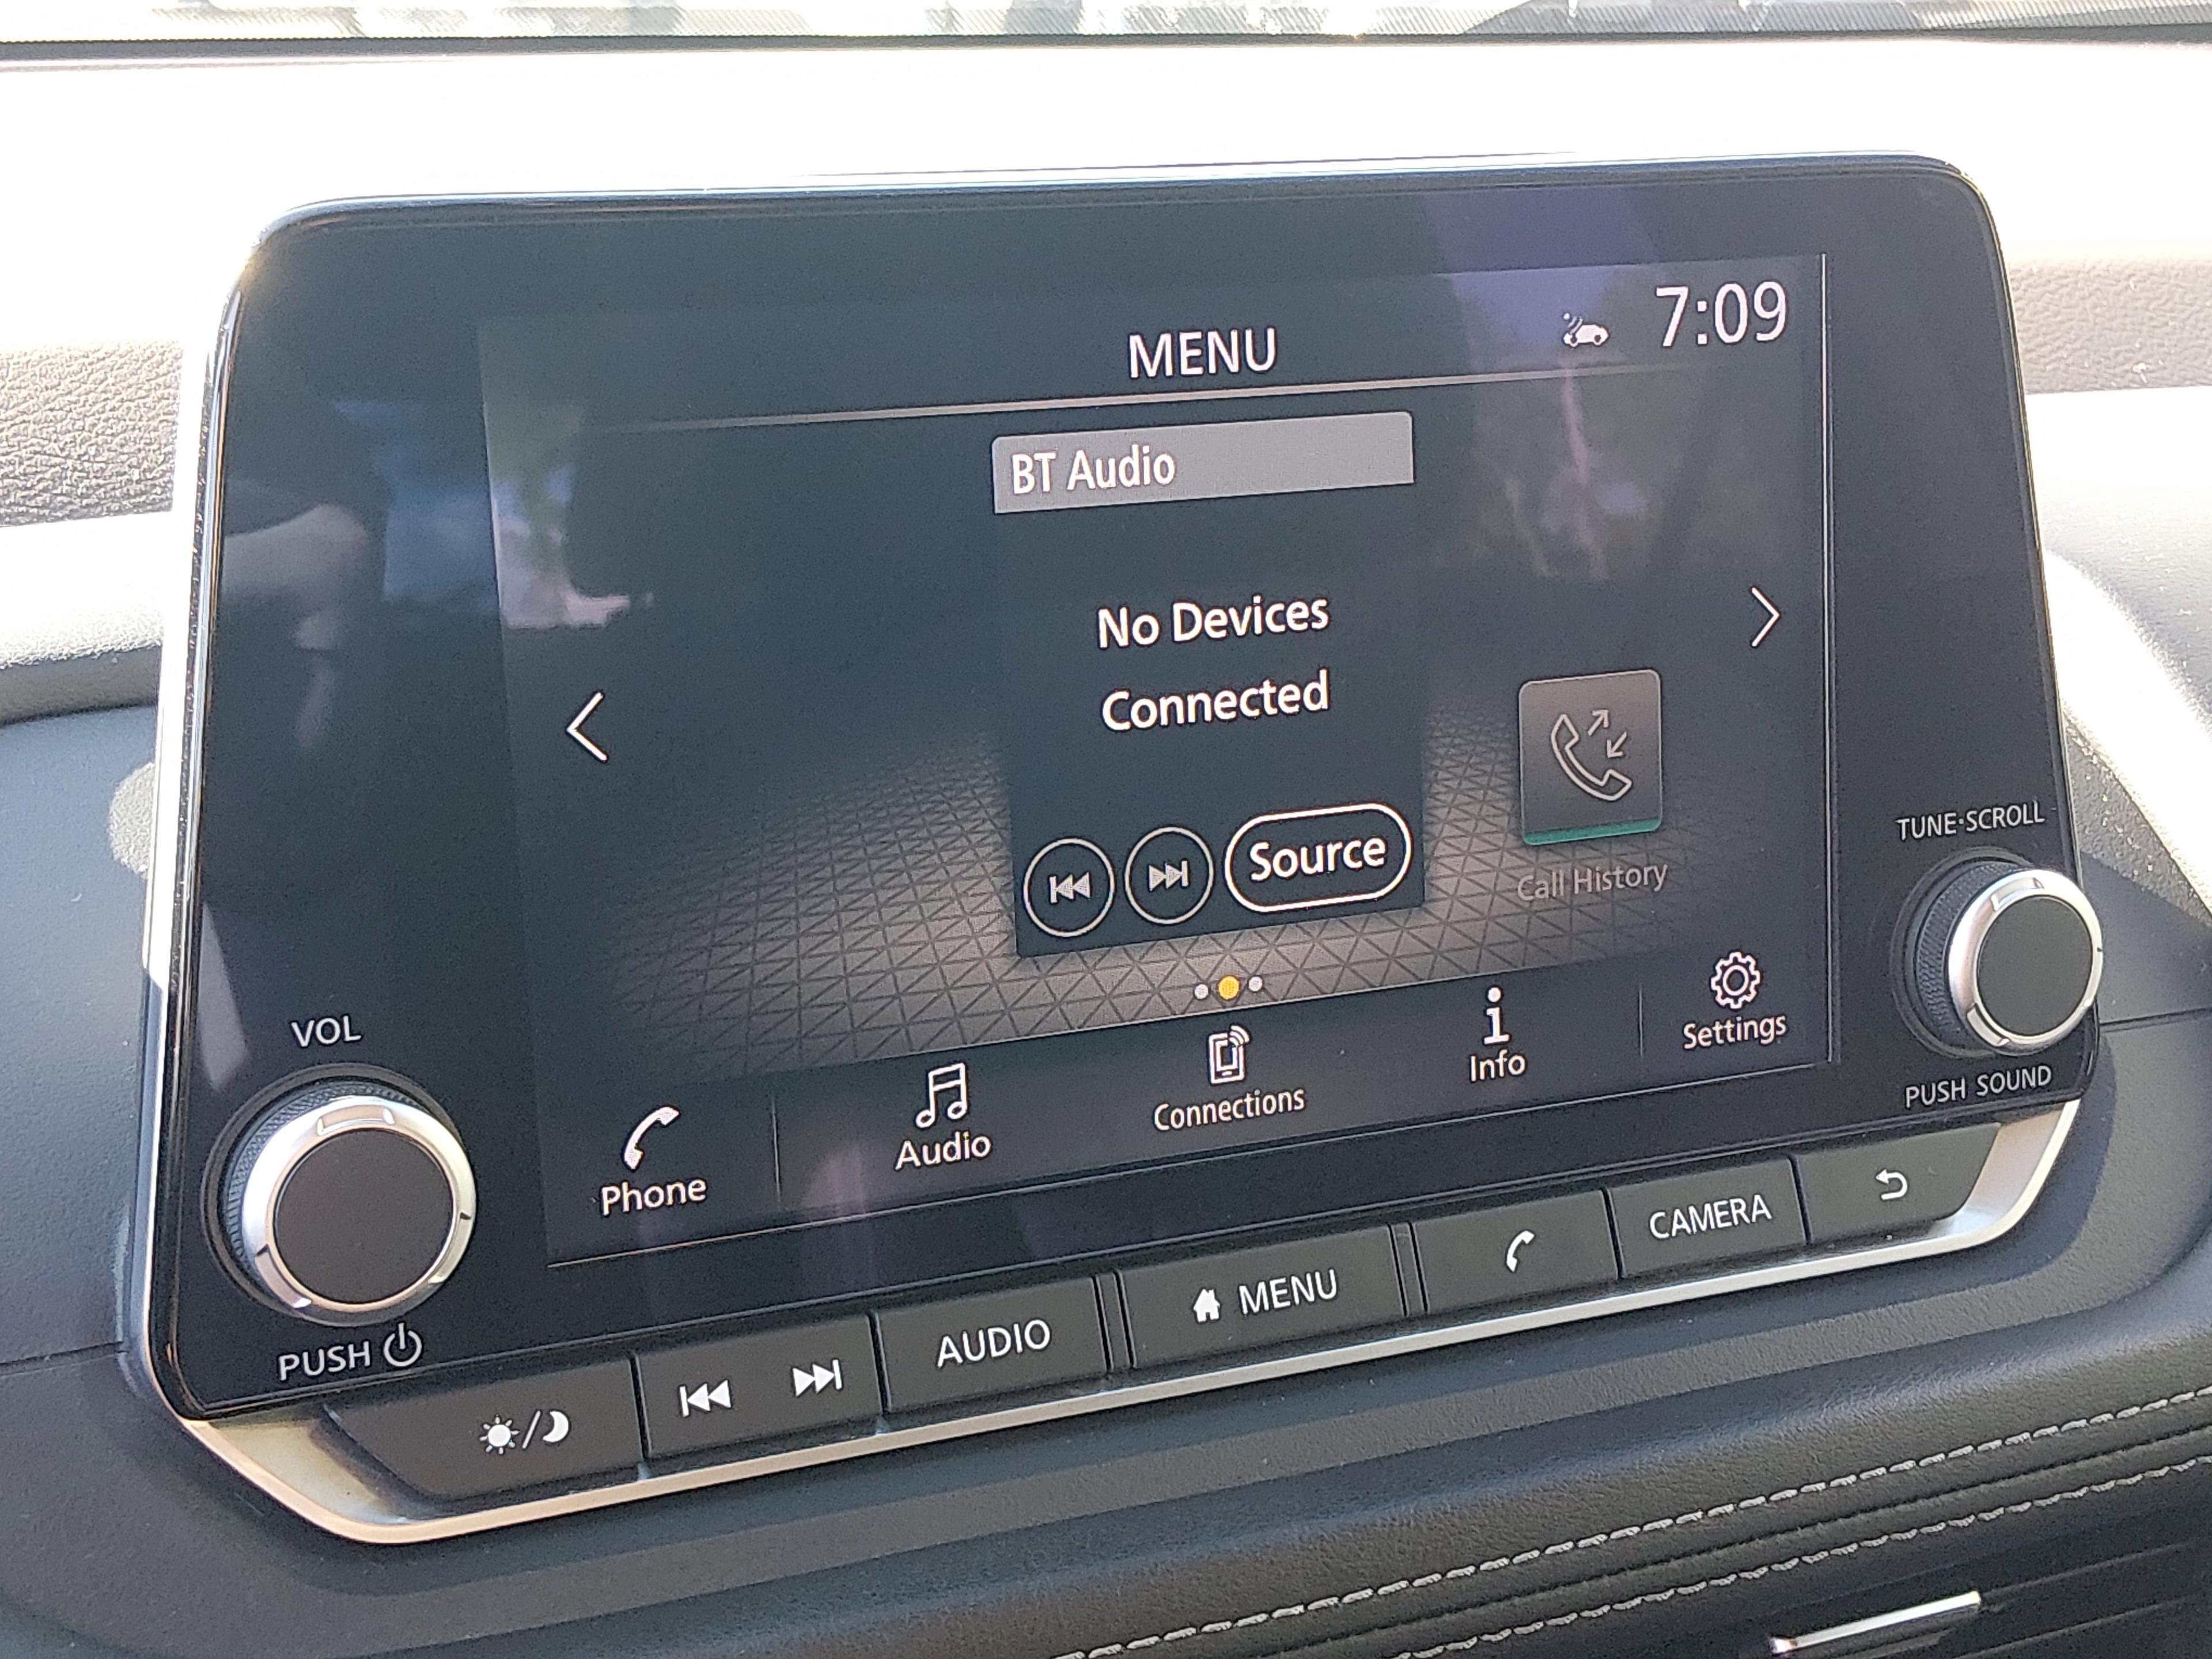 MENU
7:09
BT Audio
No Devices
Connected
Source
Call History
Phone
Audio
Connections
Info
Settings
VOL
PUSH
TUNE·SCROLL
PUSH SOUND
AUDIO
MENU
CAMERA